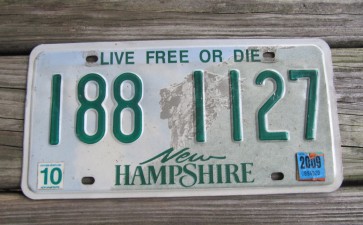 LIVE FREE OR DIE
188 1127
New
HAMPSHIRE
10
2009